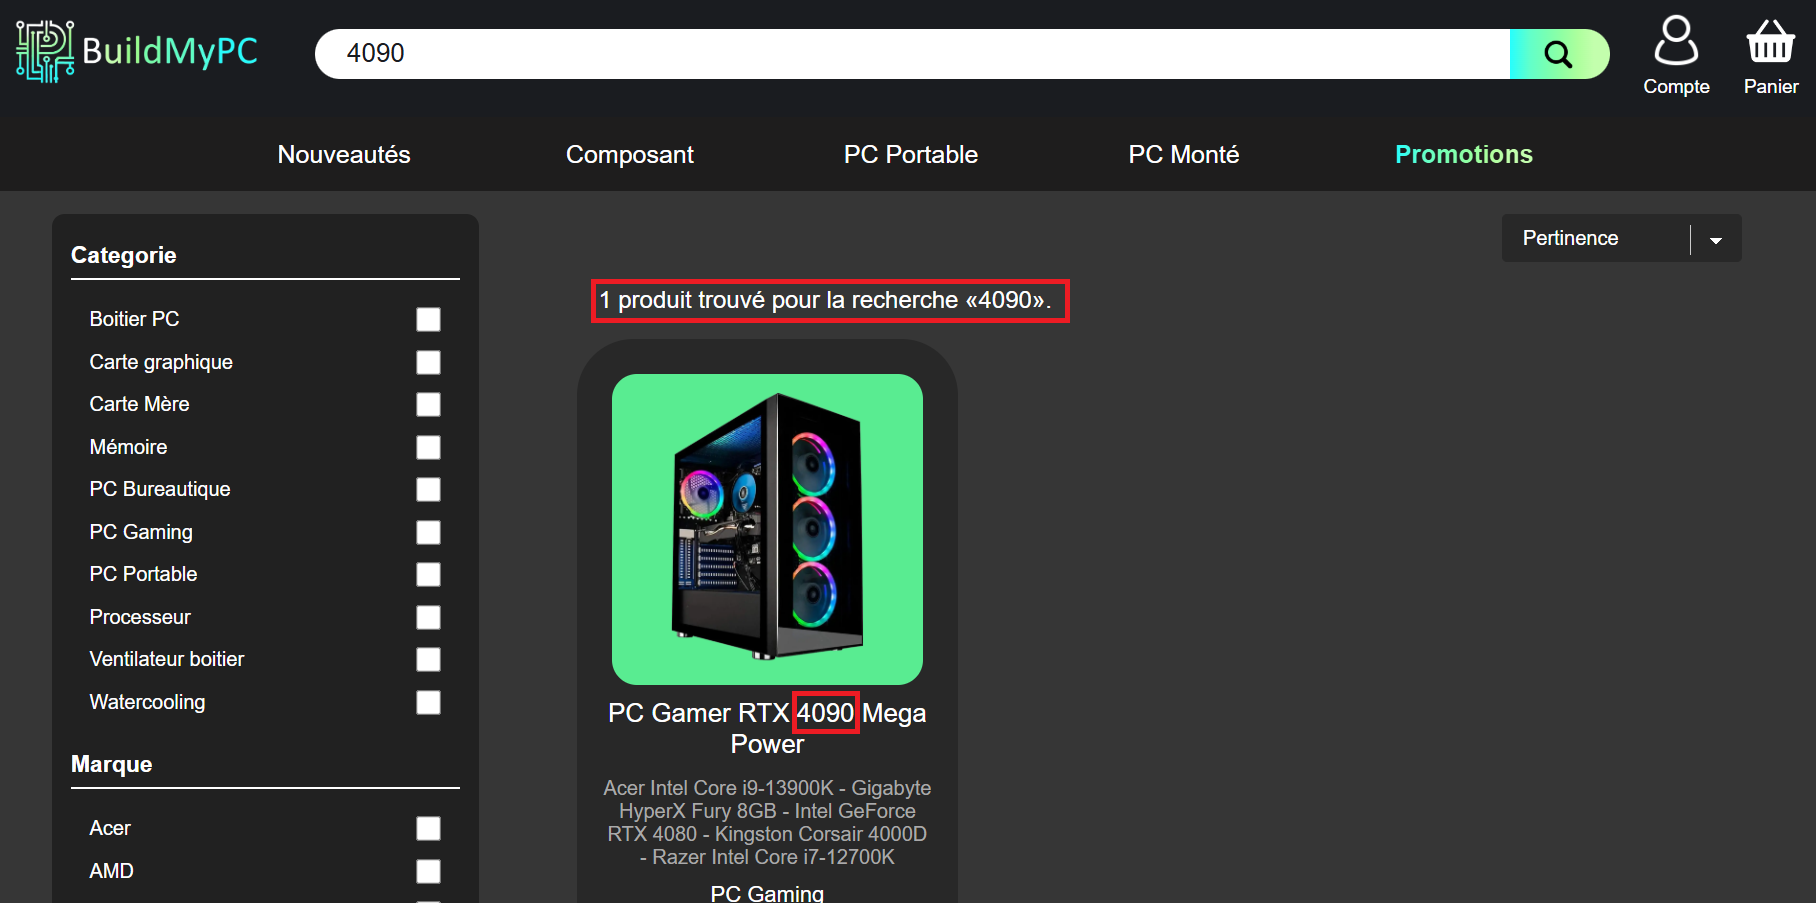 BuildMyPC
4090
Compte
Panier
Nouveautés
Composant
PC Portable
PC Monté
Promotions
Categorie
Boitier PC
Carte graphique
Carte Mère
Mémoire
PC Bureautique
PC Gaming
PC Portable
Processeur
Ventilateur boitier
Watercooling
Marque
Acer
AMD
Pertinence
1 produit trouvé pour la recherche «4090».
PC Gamer RTX 4090 Mega
Power
Acer Intel Core i9-13900K - Gigabyte
HyperX Fury 8GB - Intel GeForce
RTX 4080 - Kingston Corsair 4000D
- Razer Intel Core i7-12700K
PC Gaming